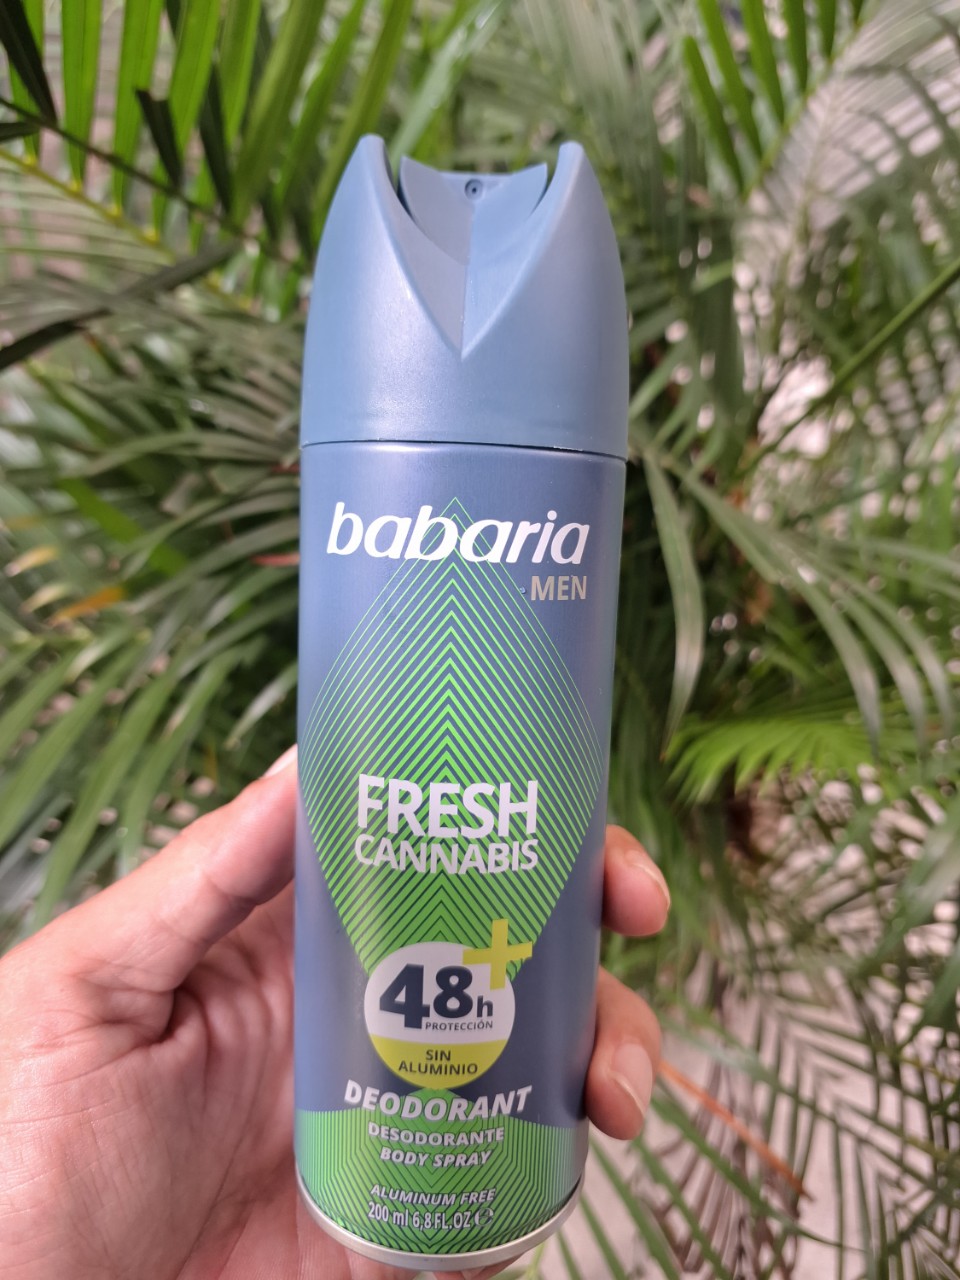 babaria
MEN
FRESH
CANNABIS
48h+
PROTECCIÓN
SIN
ALUMINIO
DEODORANT
DESODORANTE
BODY SPRAY
ALUMINUM FREE
200 ml 6,8 FL.OZ ℮